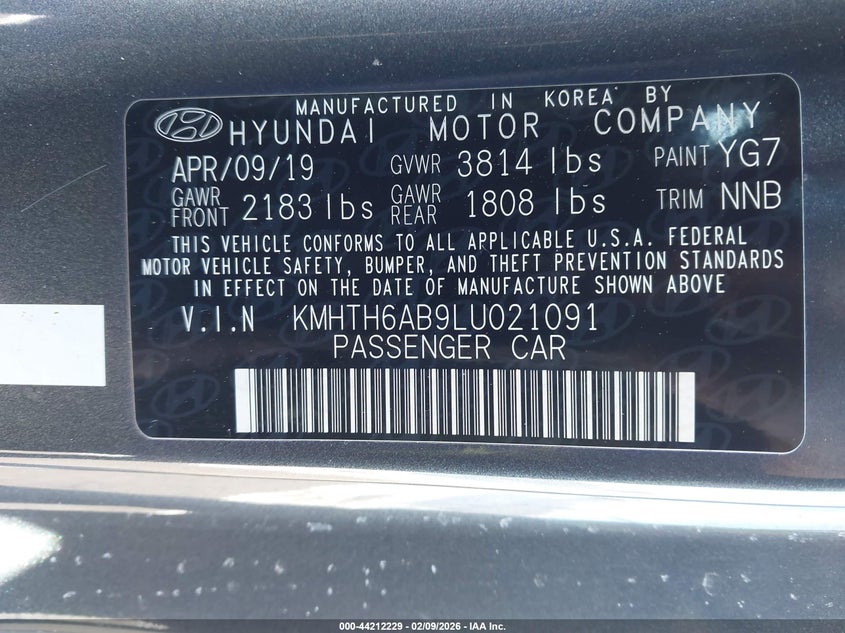 MANUFACTURED IN KOREA BY
HYUNDAI MOTOR COMPANY
APR/09/19 GVWR 3814 lbs PAINT YG7
GAWR FRONT 2183 lbs GAWR REAR 1808 lbs TRIM NNB
THIS VEHICLE CONFORMS TO ALL APPLICABLE U.S.A. FEDERAL
MOTOR VEHICLE SAFETY, BUMPER, AND THEFT PREVENTION STANDARDS
IN EFFECT ON THE DATE OF MANUFACTURE SHOWN ABOVE
V.I.N KMHTH6AB9LU021091
PASSENGER CAR
000-44212229 - 02/09/2026 - IAA Inc.